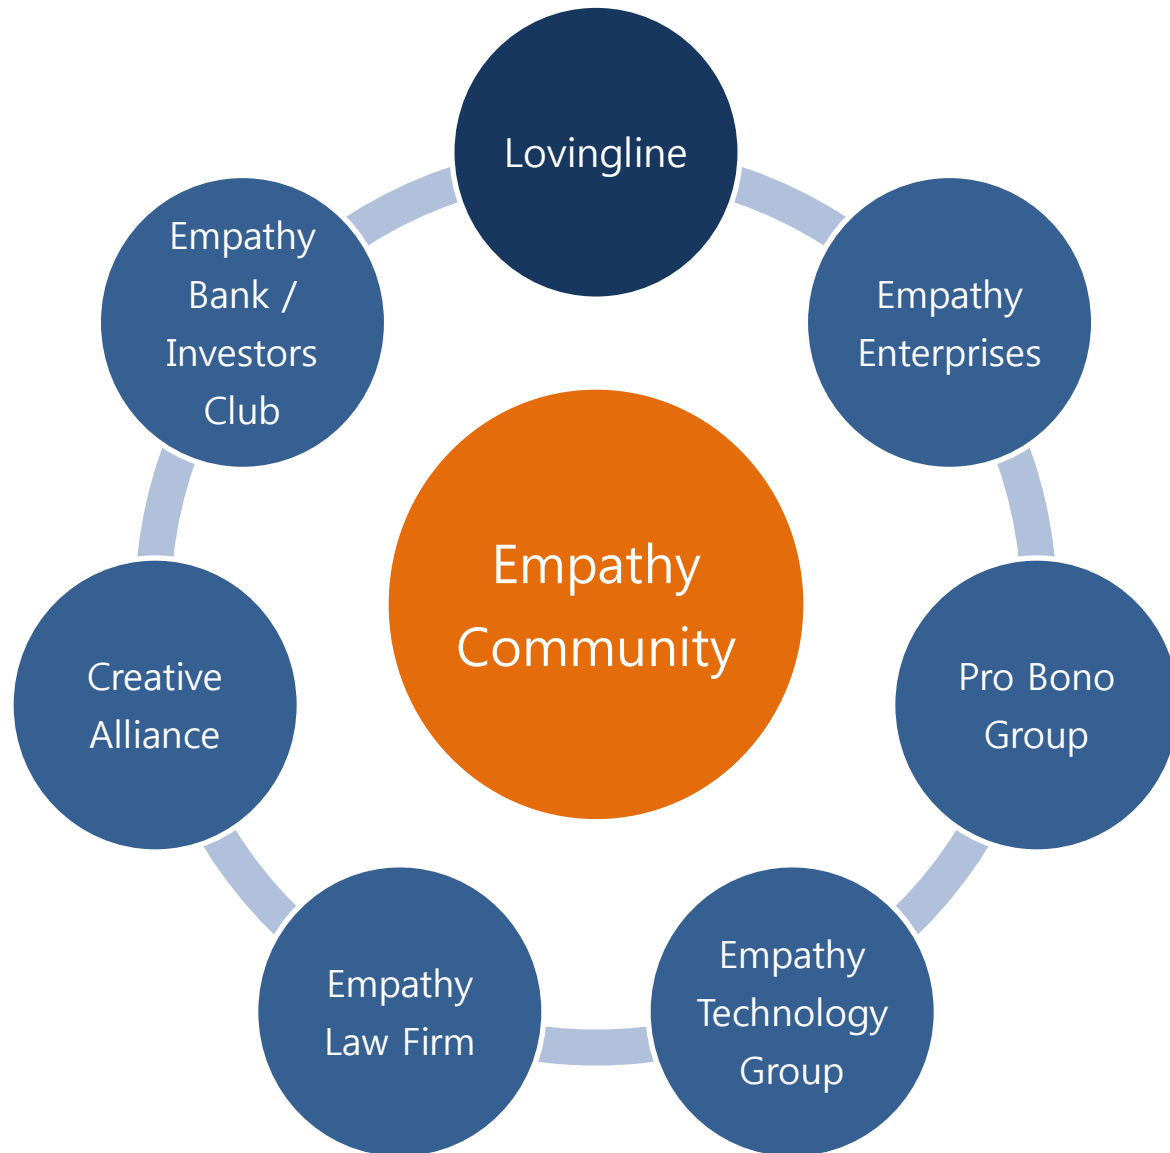 Lovingline
Empathy
Enterprises
Pro Bono
Group
Empathy
Technology
Group
Empathy
Law Firm
Creative
Alliance
Empathy
Bank /
Investors
Club
Empathy
Community